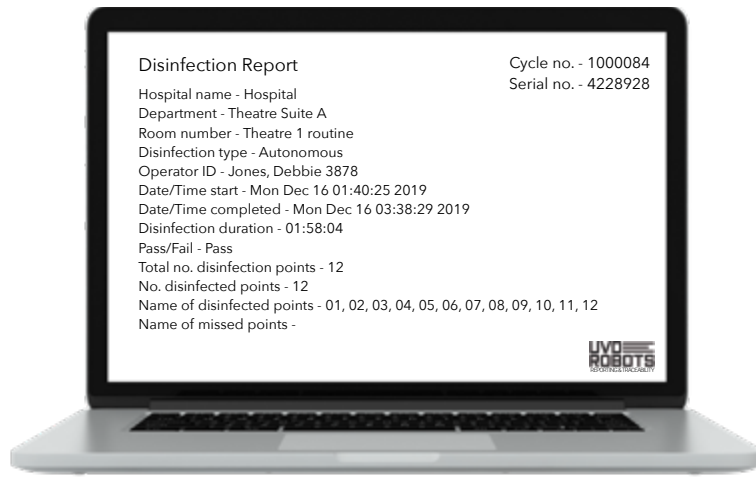 Disinfection Report
Cycle no. - 1000084
Serial no. - 4228928
Hospital name - Hospital
Department - Theatre Suite A
Room number - Theatre 1 routine
Disinfection type - Autonomous
Operator ID - Jones, Debbie 3878
Date/Time start - Mon Dec 16 01:40:25 2019
Date/Time completed - Mon Dec 16 03:38:29 2019
Disinfection duration - 01:58:04
Pass/Fail - Pass
Total no. disinfection points - 12
No. disinfected points - 12
Name of disinfected points - 01, 02, 03, 04, 05, 06, 07, 08, 09, 10, 11, 12
Name of missed points -
UVD
ROBOTS
REPORTING & TRACEABILITY